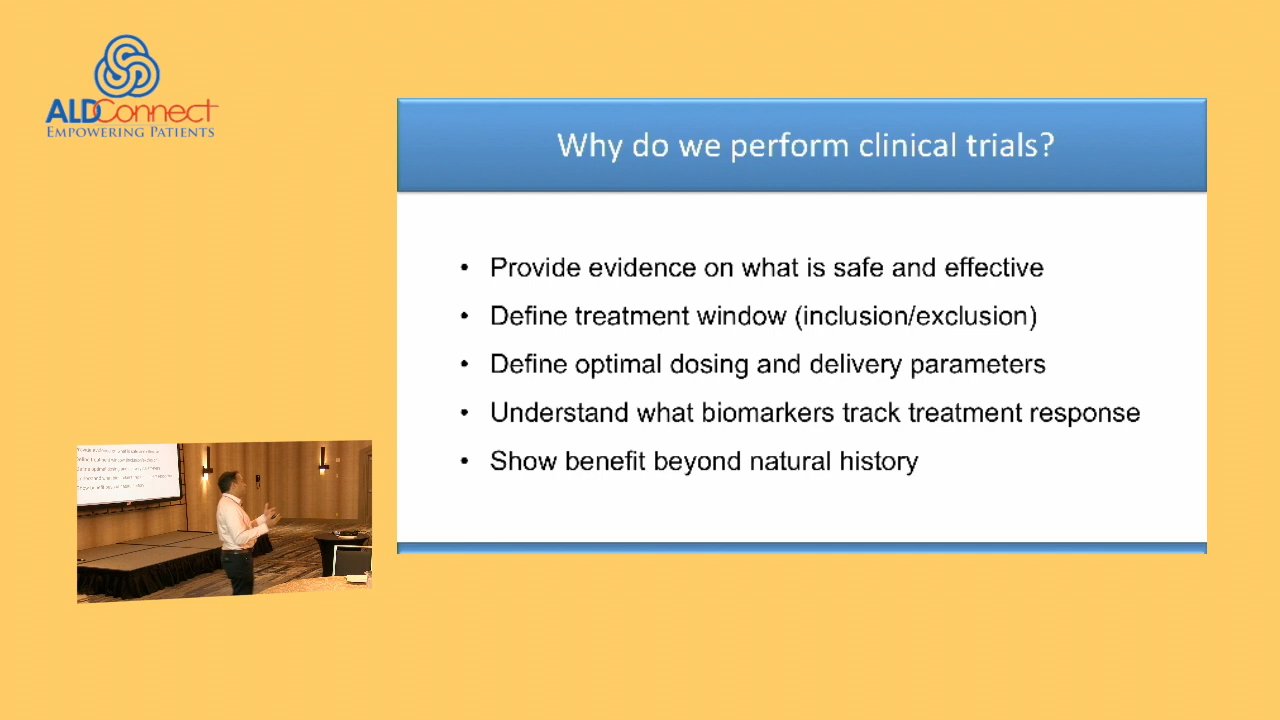 ALDConnect
EMPOWERING PATIENTS
Why do we perform clinical trials?
• Provide evidence on what is safe and effective
• Define treatment window (inclusion/exclusion)
• Define optimal dosing and delivery parameters
• Understand what biomarkers track treatment response
• Show benefit beyond natural history